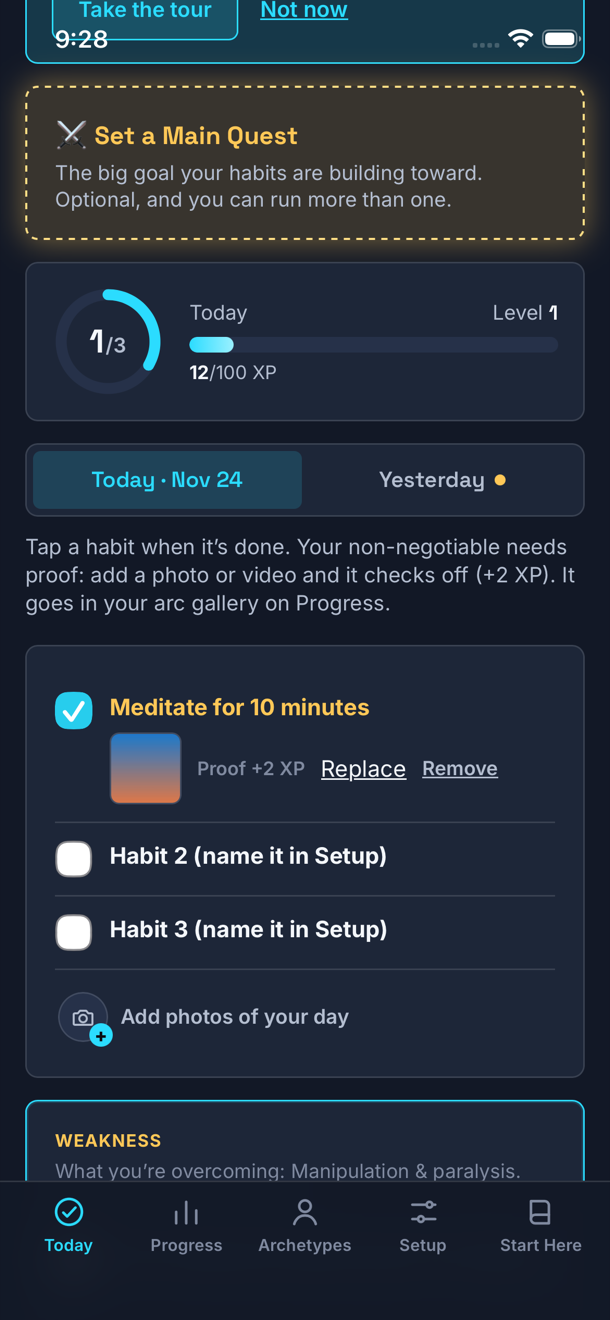 Take the tour
Not now
9:28
⚔️ Set a Main Quest
The big goal your habits are building toward.
Optional, and you can run more than one.
1/3
Today
Level 1
12/100 XP
Today · Nov 24
Yesterday
Tap a habit when it’s done. Your non-negotiable needs
proof: add a photo or video and it checks off (+2 XP). It
goes in your arc gallery on Progress.
Meditate for 10 minutes
Proof +2 XP Replace Remove
Habit 2 (name it in Setup)
Habit 3 (name it in Setup)
Add photos of your day
WEAKNESS
What you’re overcoming: Manipulation & paralysis.
Today
Progress
Archetypes
Setup
Start Here